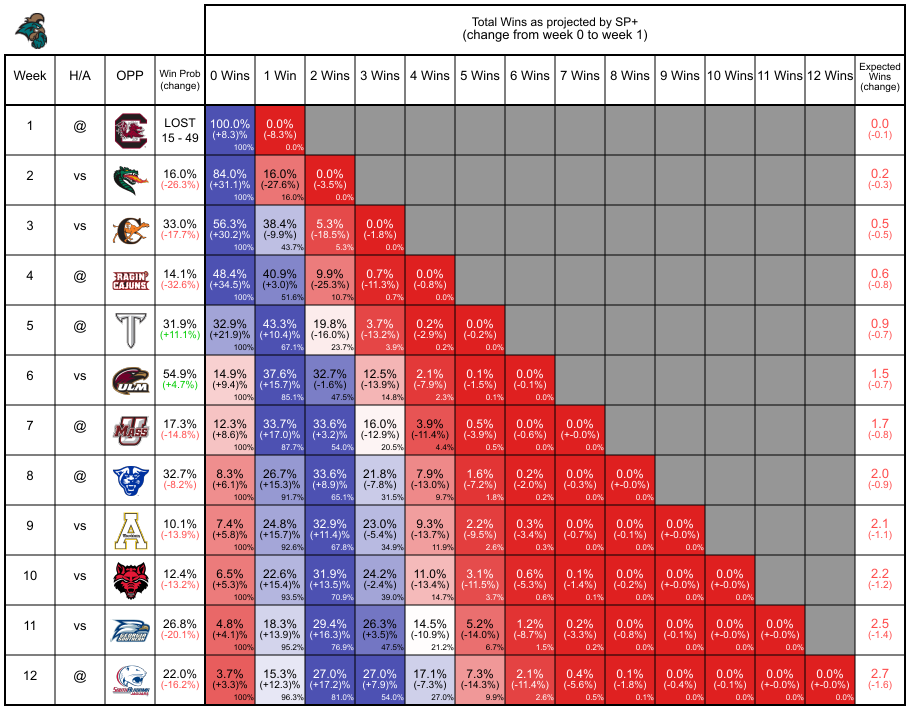 Total Wins as projected by SP+
(change from week 0 to week 1)
Week H/A OPP Win Prob (change) 0 Wins 1 Win 2 Wins 3 Wins 4 Wins 5 Wins 6 Wins 7 Wins 8 Wins 9 Wins 10 Wins 11 Wins 12 Wins Expected Wins (change)
1 @ LOST 100.0% 0.0% 0.0
15 - 49 (+8.3)% (-8.3%) (-0.1)
100% 0.0%
2 vs 16.0% 84.0% 16.0% 0.0% 0.2
(-26.3%) (+31.1)% (-27.6%) (-3.5%) (-0.3)
100% 16.0% 0.0%
3 vs 33.0% 56.3% 38.4% 5.3% 0.0% 0.5
(-17.7%) (+30.2)% (-9.9%) (-18.5%) (-1.8%) (-0.5)
100% 43.7% 5.3% 0.0%
4 @ RAGIN' CAJUNS 14.1% 48.4% 40.9% 9.9% 0.7% 0.0% 0.6
(-32.6%) (+34.5)% (+3.0)% (-25.3%) (-11.3%) (-0.8%) (-0.8)
100% 51.6% 10.7% 0.7% 0.0%
5 @ T 31.9% 32.9% 43.3% 19.8% 3.7% 0.2% 0.0% 0.9
(+11.1%) (+21.9)% (+10.4)% (-16.0%) (-13.2%) (-2.9%) (-0.2%) (-0.7)
100% 67.1% 23.7% 3.9% 0.2% 0.0%
6 vs ULM 54.9% 14.9% 37.6% 32.7% 12.5% 2.1% 0.1% 0.0% 1.5
(+4.7%) (+9.4)% (+15.7)% (-1.6%) (-13.9%) (-7.9%) (-1.5%) (-0.1%) (-0.7)
100% 85.1% 47.5% 14.8% 2.3% 0.1% 0.0%
7 @ U MASS 17.3% 12.3% 33.7% 33.6% 16.0% 3.9% 0.5% 0.0% 0.0% 1.7
(-14.8%) (+8.6)% (+17.0)% (+3.2)% (-12.9%) (-11.4%) (-3.9%) (-0.6%) (+-0.0%) (-0.8)
100% 87.7% 54.0% 20.5% 4.4% 0.5% 0.0% 0.0%
8 @ 32.7% 8.3% 26.7% 33.6% 21.8% 7.9% 1.6% 0.2% 0.0% 0.0% 2.0
(-8.2%) (+6.1)% (+15.3)% (+8.9)% (-7.8%) (-13.0%) (-7.2%) (-2.0%) (-0.3%) (+-0.0%) (-0.9)
100% 91.7% 65.1% 31.5% 9.7% 1.8% 0.2% 0.0% 0.0%
9 vs A 10.1% 7.4% 24.8% 32.9% 23.0% 9.3% 2.2% 0.3% 0.0% 0.0% 0.0% 2.1
(-13.9%) (+5.8)% (+15.7)% (+11.4)% (-5.4%) (-13.7%) (-9.5%) (-3.4%) (-0.7%) (-0.1%) (+-0.0%) (-1.1)
100% 92.6% 67.8% 34.9% 11.9% 2.6% 0.3% 0.0% 0.0% 0.0%
10 vs 12.4% 6.5% 22.6% 31.9% 24.2% 11.0% 3.1% 0.6% 0.1% 0.0% 0.0% 0.0% 2.2
(-13.2%) (+5.3)% (+15.4)% (+13.5)% (-2.4%) (-13.4%) (-11.5%) (-5.3%) (-1.4%) (-0.2%) (+-0.0%) (+-0.0%) (-1.2)
100% 93.5% 70.9% 39.0% 14.7% 3.7% 0.6% 0.1% 0.0% 0.0% 0.0%
11 vs GEORGIA SOUTHERN 26.8% 4.8% 18.3% 29.4% 26.3% 14.5% 5.2% 1.2% 0.2% 0.0% 0.0% 0.0% 0.0% 2.5
(-20.1%) (+4.1)% (+13.9)% (+16.3)% (+3.5)% (-10.9%) (-14.0%) (-8.7%) (-3.3%) (-0.8%) (-0.1%) (+-0.0%) (+-0.0%) (-1.4)
100% 95.2% 76.9% 47.5% 21.2% 6.7% 1.5% 0.2% 0.0% 0.0% 0.0% 0.0%
12 @ SOUTH ALABAMA 22.0% 3.7% 15.3% 27.0% 27.0% 17.1% 7.3% 2.1% 0.4% 0.1% 0.0% 0.0% 0.0% 0.0% 2.7
(-16.2%) (+3.3)% (+12.3)% (+17.2)% (+7.9)% (-7.3%) (-14.3%) (-11.4%) (-5.6%) (-1.8%) (-0.4%) (-0.1%) (+-0.0%) (+-0.0%) (-1.6)
100% 96.3% 81.0% 54.0% 27.0% 9.9% 2.6% 0.5% 0.1% 0.0% 0.0% 0.0% 0.0%